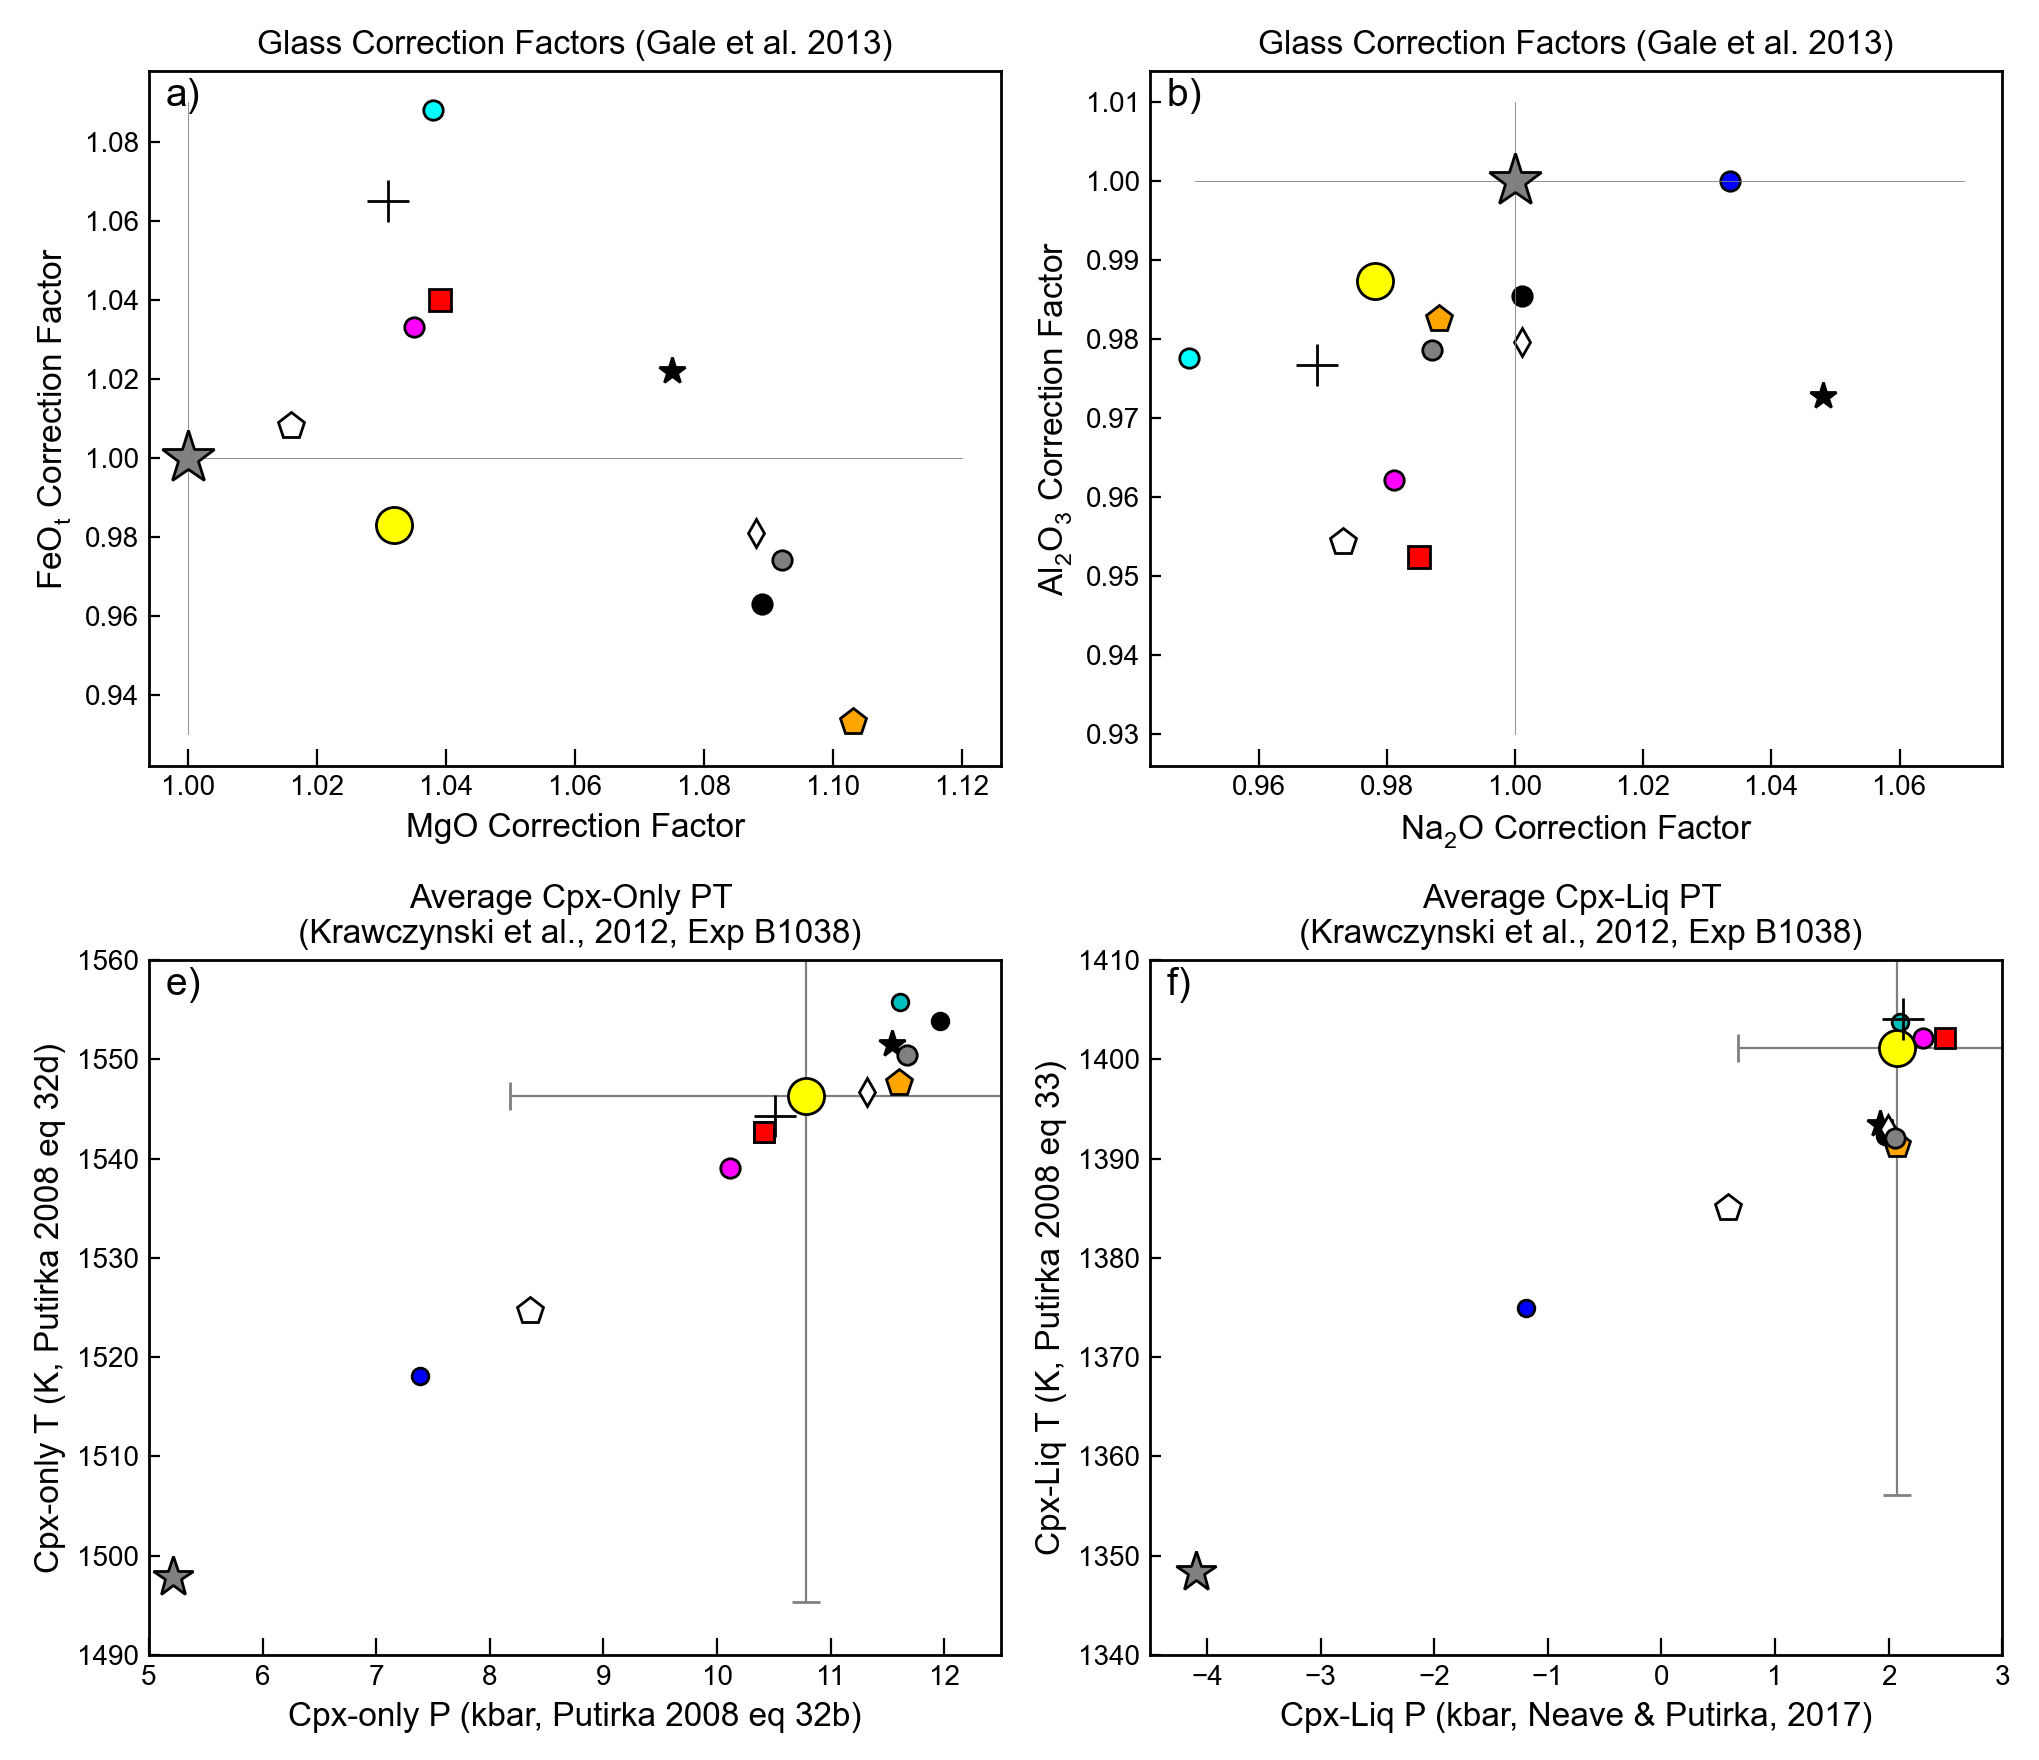 Glass Correction Factors (Gale et al. 2013)
a)
1.08
1.06
1.04
1.02
1.00
0.98
0.96
0.94
FeOₜ Correction Factor
1.00 1.02 1.04 1.06 1.08 1.10 1.12
MgO Correction Factor
Glass Correction Factors (Gale et al. 2013)
b)
1.01
1.00
0.99
0.98
0.97
0.96
0.95
0.94
0.93
Al₂O₃ Correction Factor
0.96 0.98 1.00 1.02 1.04 1.06
Na₂O Correction Factor
Average Cpx-Only PT
(Krawczynski et al., 2012, Exp B1038)
e)
1560
1550
1540
1530
1520
1510
1500
1490
Cpx-only T (K, Putirka 2008 eq 32d)
5 6 7 8 9 10 11 12
Cpx-only P (kbar, Putirka 2008 eq 32b)
Average Cpx-Liq PT
(Krawczynski et al., 2012, Exp B1038)
f)
1410
1400
1390
1380
1370
1360
1350
1340
Cpx-Liq T (K, Putirka 2008 eq 33)
−4 −3 −2 −1 0 1 2 3
Cpx-Liq P (kbar, Neave & Putirka, 2017)